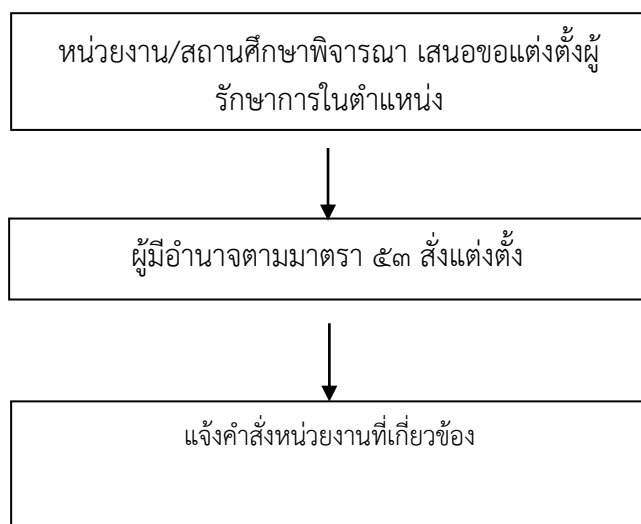 หน่วยงาน/สถานศึกษาพิจารณา เสนอขอแต่งตั้งผู้
รักษาการในตำแหน่ง
ผู้มีอำนาจตามมาตรา ๕๓ สั่งแต่งตั้ง
แจ้งคำสั่งหน่วยงานที่เกี่ยวข้อง